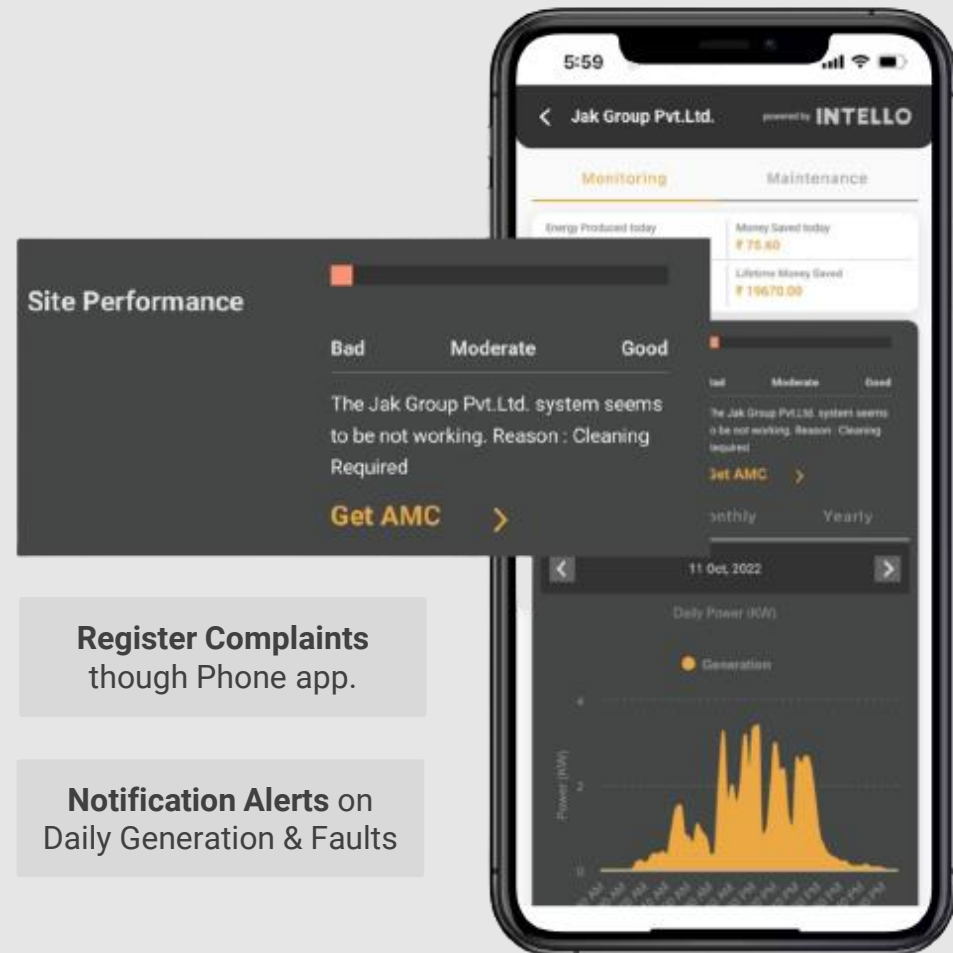 5:59
Jak Group Pvt.Ltd.
powered by INTELLO
Monitoring
Maintenance
Energy Produced today
Money Saved today
₹ 78.60
Lifetime Money Saved
₹ 19670.00
Site Performance
Bad Moderate Good
The Jak Group Pvt.Ltd. system seems
to be not working. Reason : Cleaning
Required
Get AMC
Bad Moderate Good
The Jak Group Pvt.Ltd. system seems
to be not working. Reason : Cleaning
Required
Get AMC
Yearly
11 Oct, 2022
Daily Power (KW)
Generation
Power (KW)
4
2
0
Register Complaints
though Phone app.
Notification Alerts on
Daily Generation & Faults